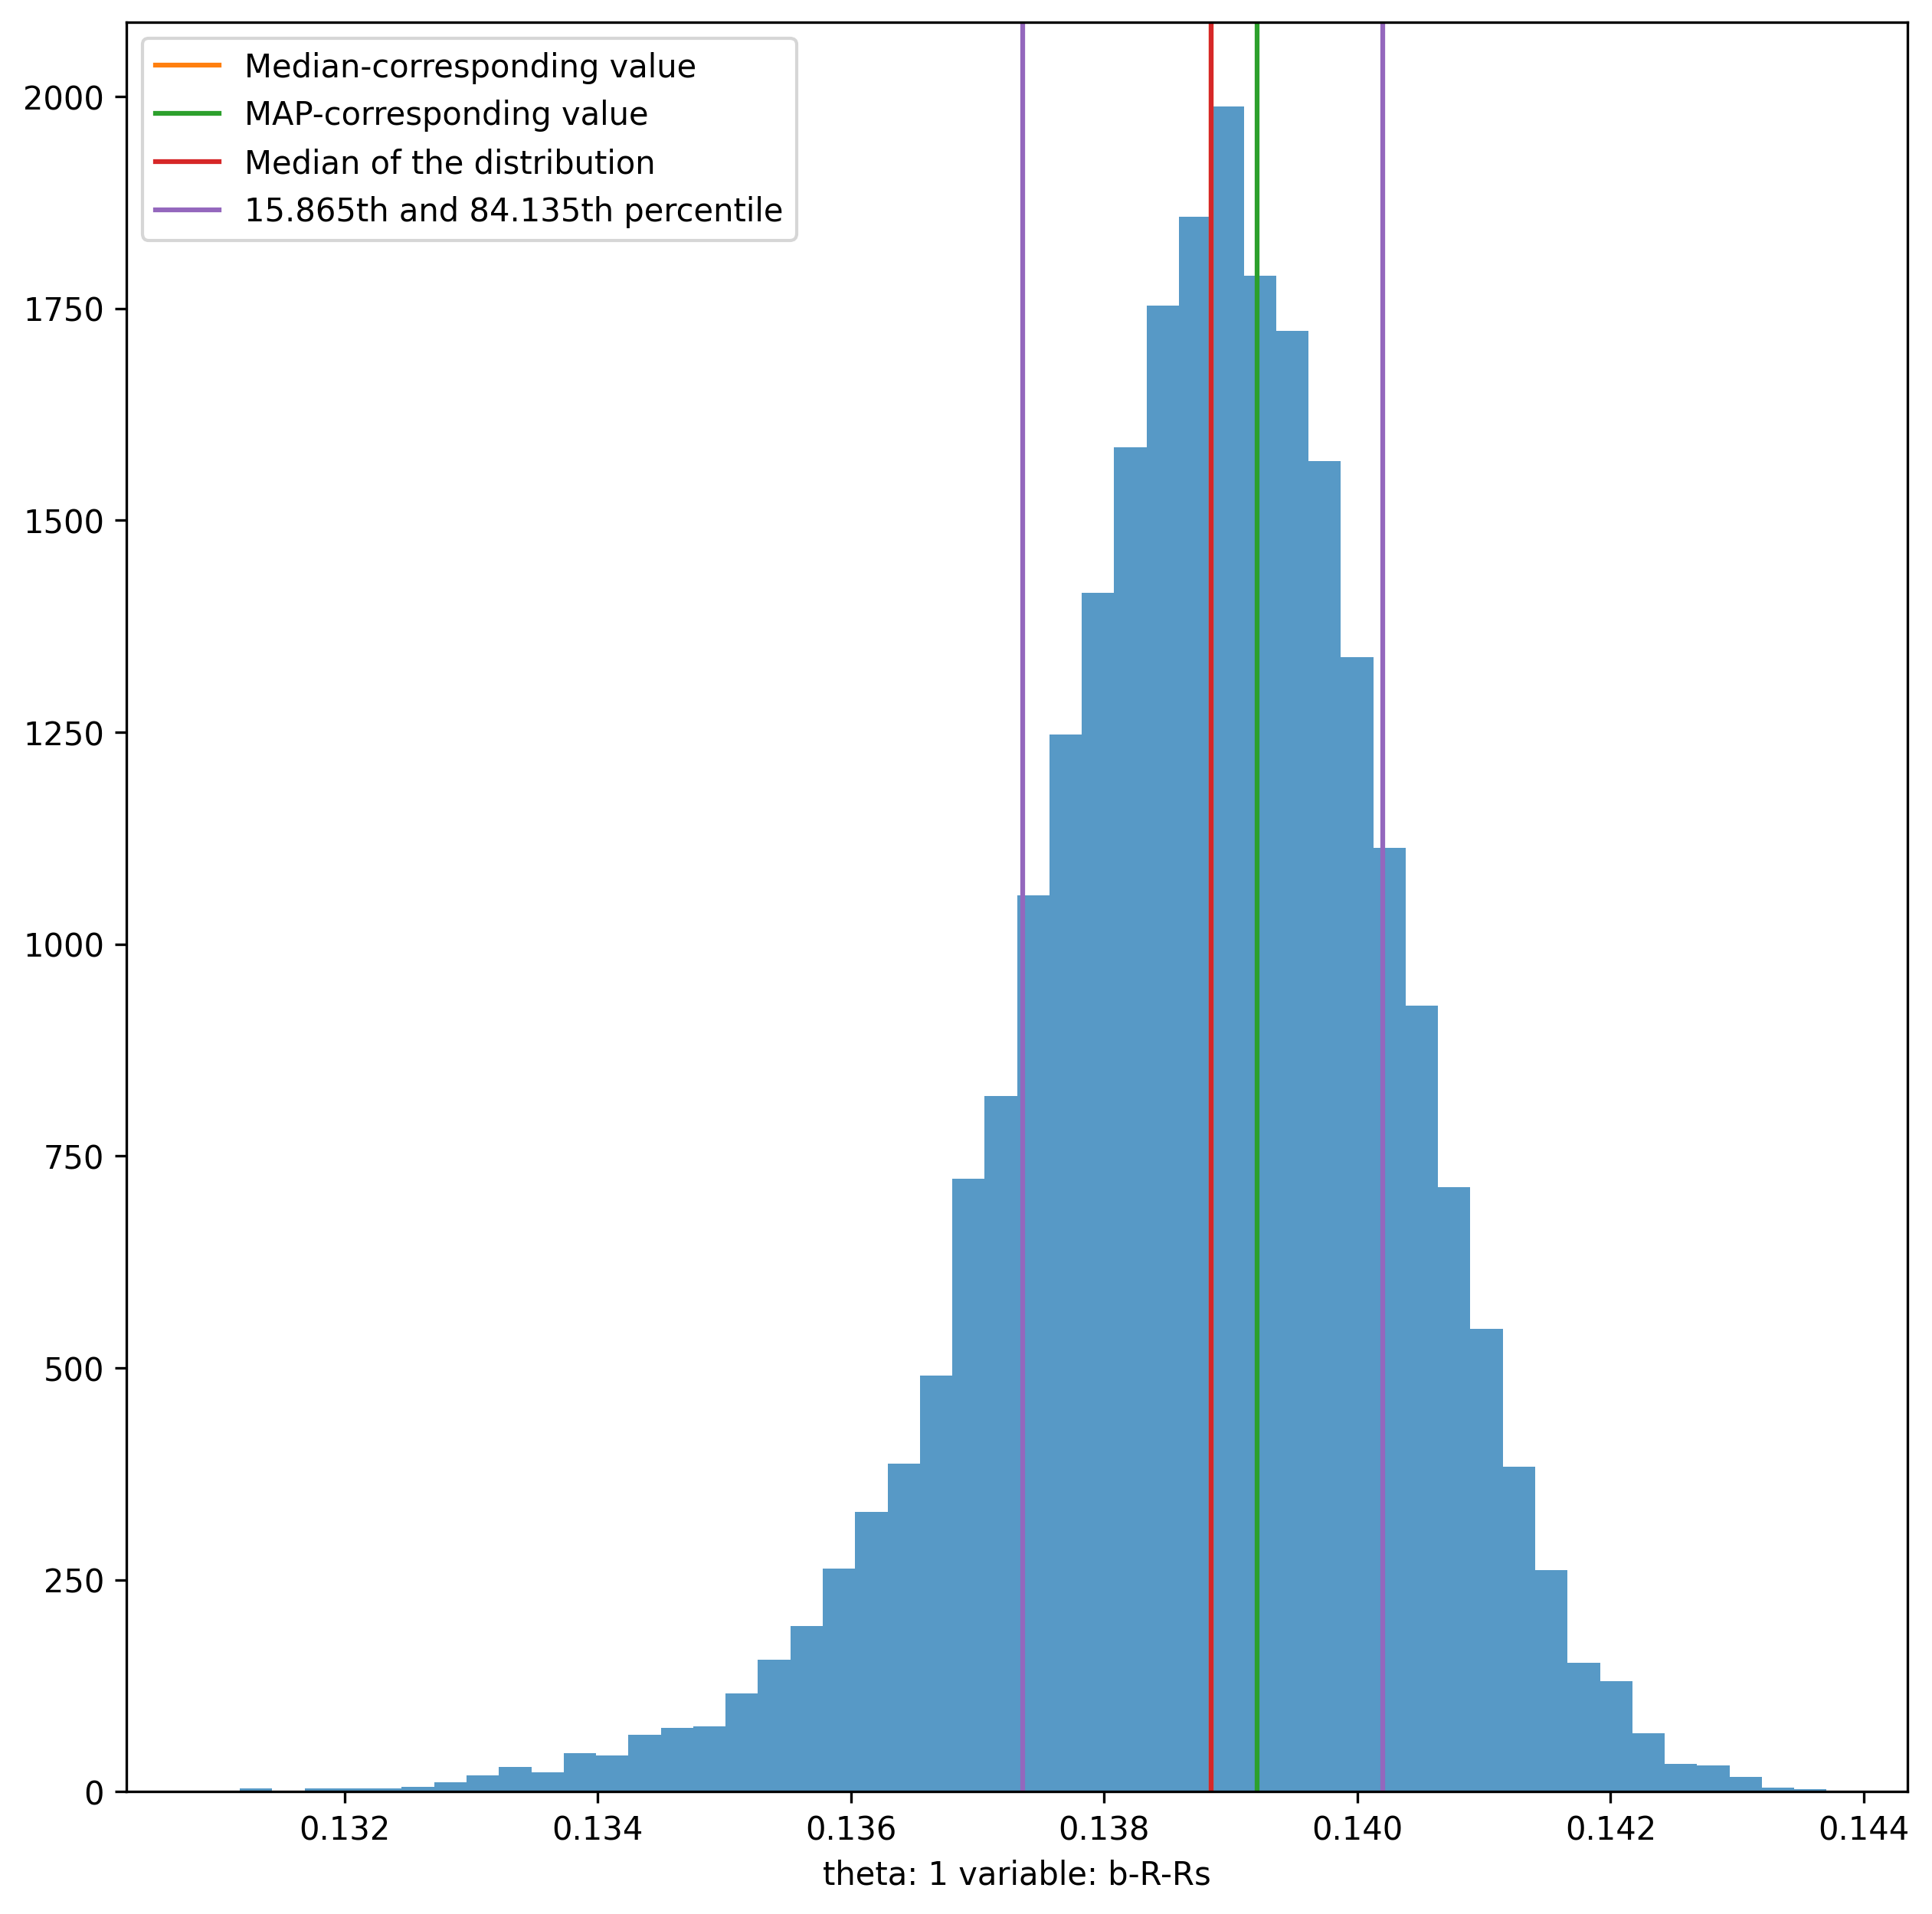 Median-corresponding value
MAP-corresponding value
Median of the distribution
15.865th and 84.135th percentile
2000
1750
1500
1250
1000
750
500
250
0
0.132 0.134 0.136 0.138 0.140 0.142 0.144
theta: 1 variable: b-R-Rs